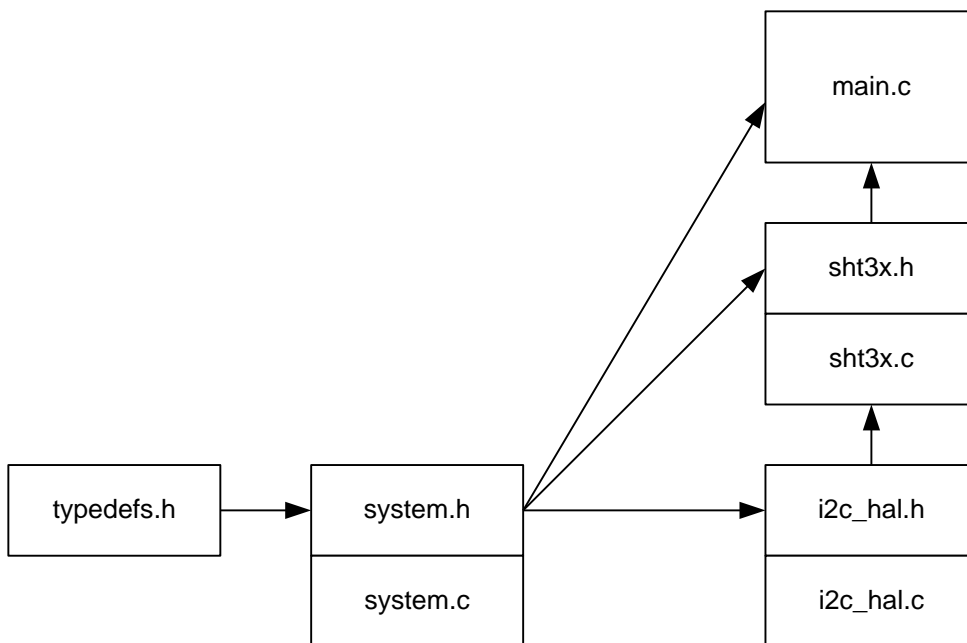 main.c
sht3x.h
sht3x.c
typedefs.h
system.h
i2c_hal.h
system.c
i2c_hal.c